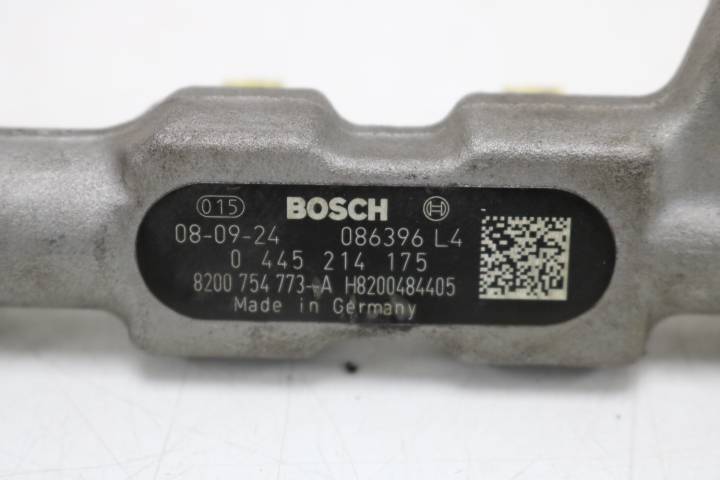 015 BOSCH
08-09-24 086396 L4
0 445 214 175
8200 754 773--A H8200484405
Made in Germany